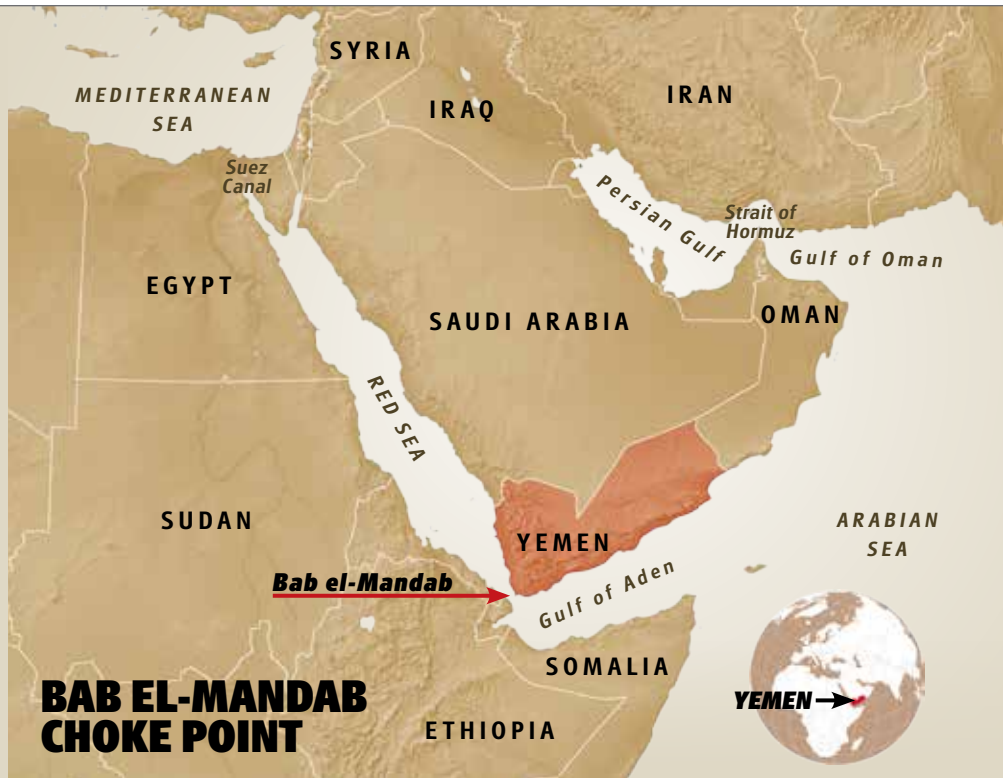 SYRIA
MEDITERRANEAN
SEA
IRAQ
IRAN
Suez
Canal
Persian Gulf
Strait of
Hormuz
Gulf of Oman
EGYPT
SAUDI ARABIA
OMAN
RED SEA
SUDAN
YEMEN
ARABIAN
SEA
Bab el-Mandab
Gulf of Aden
SOMALIA
BAB EL-MANDAB
CHOKE POINT
ETHIOPIA
YEMEN